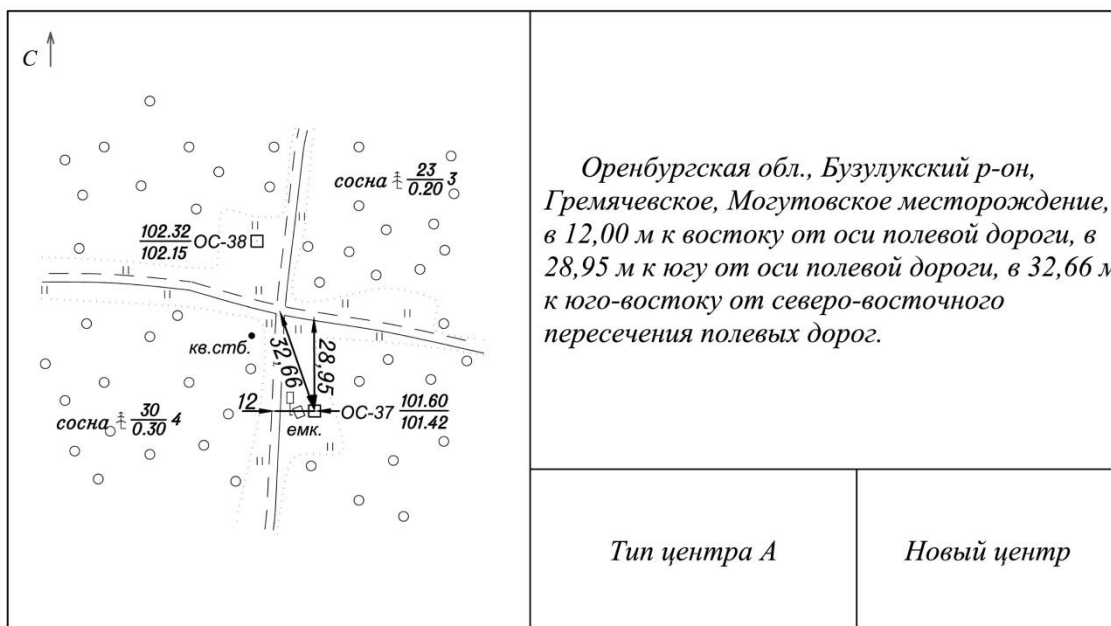 С
сосна 23 3
0.20
102.32 ОС-38
102.15
кв.стб.
32,66
28,95
сосна 30 4
0.30
12
ОС-37 101.60
101.42
емк.
Оренбургская обл., Бузулукский р-он,
Гремячевское, Могутовское месторождение,
в 12,00 м к востоку от оси полевой дороги, в
28,95 м к югу от оси полевой дороги, в 32,66 м
к юго-востоку от северо-восточного
пересечения полевых дорог.
Тип центра А
Новый центр